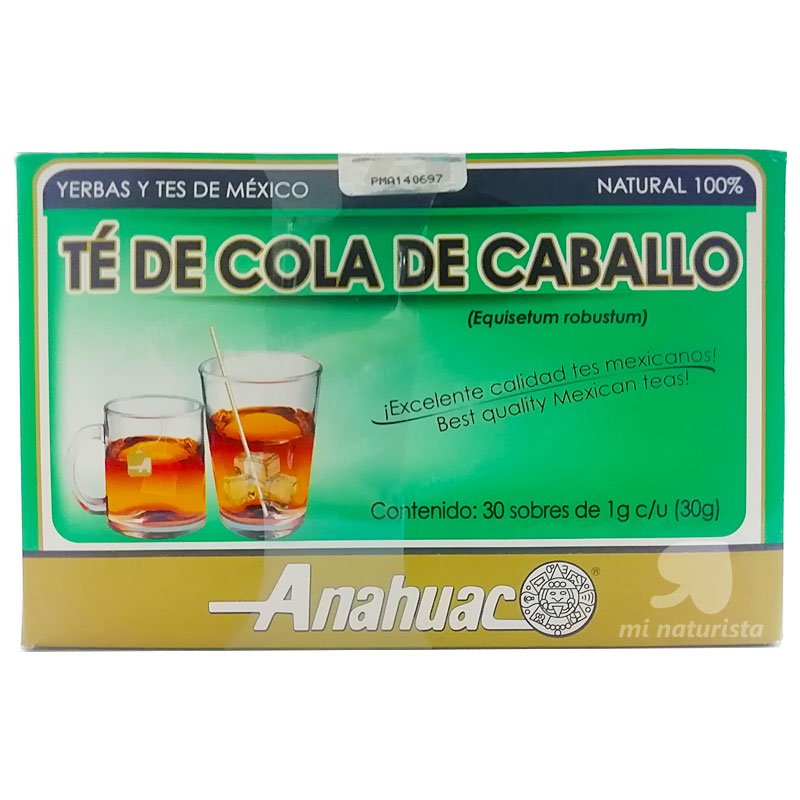 PMA140697
YERBAS Y TES DE MÉXICO
NATURAL 100%
TÉ DE COLA DE CABALLO
(Equisetum robustum)
¡Excelente calidad tes mexicanos!
Best quality Mexican teas!
Contenido: 30 sobres de 1g c/u (30g)
Anahuac ®
mi naturista